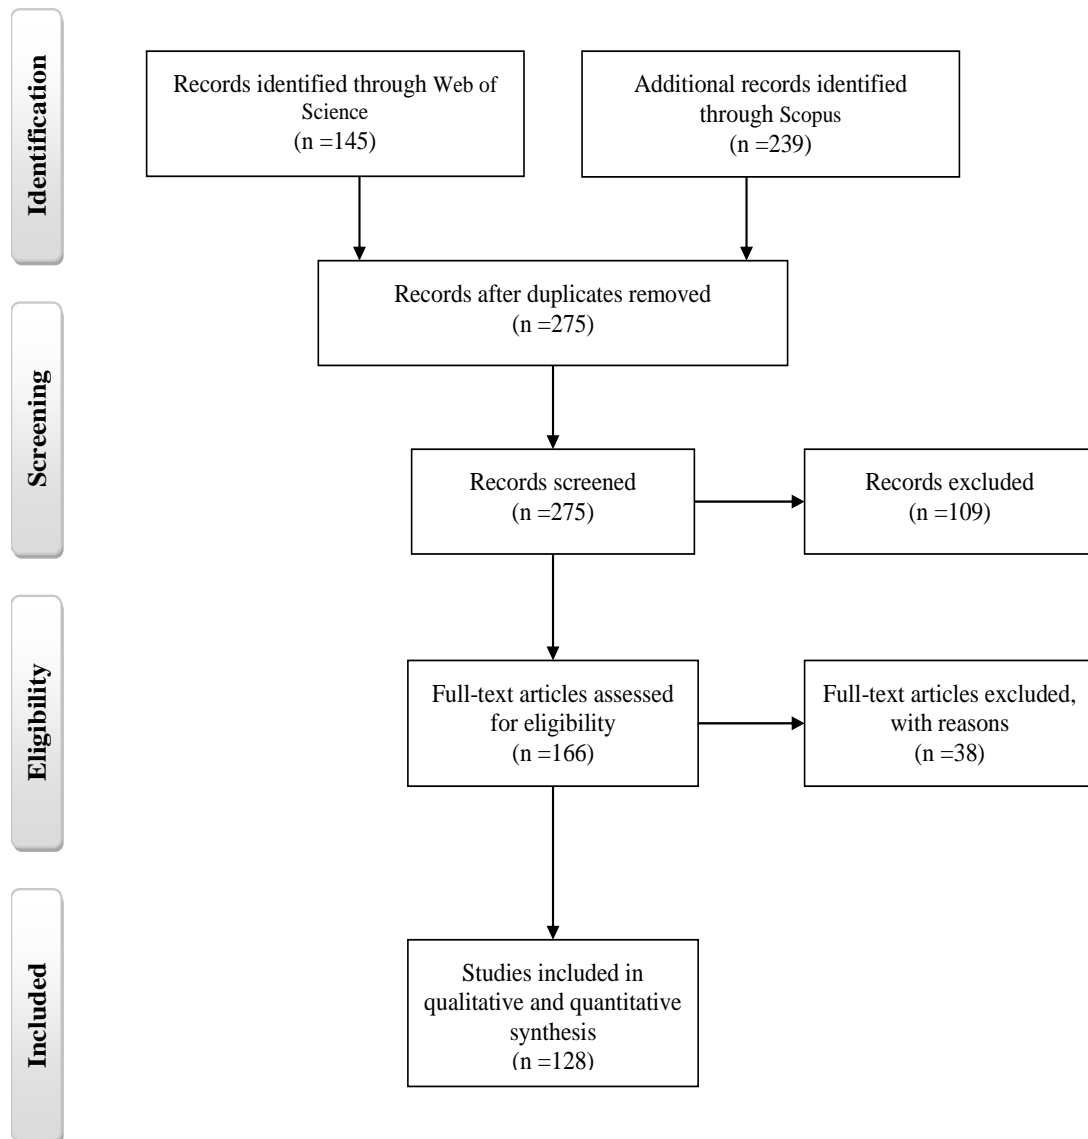 Identification
Records identified through Web of
Science
(n =145)
Additional records identified
through Scopus
(n =239)
Records after duplicates removed
(n =275)
Screening
Records screened
(n =275)
Records excluded
(n =109)
Eligibility
Full-text articles assessed
for eligibility
(n =166)
Full-text articles excluded,
with reasons
(n =38)
Included
Studies included in
qualitative and quantitative
synthesis
(n =128)